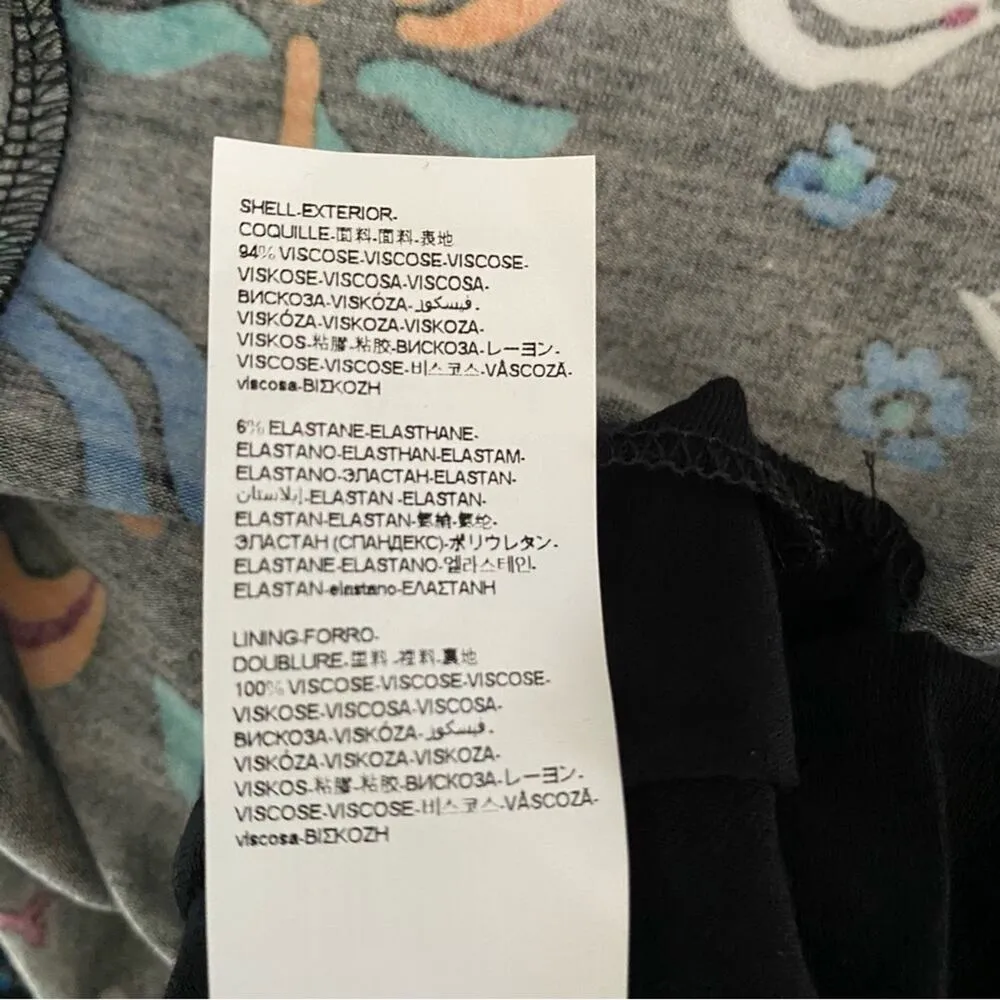 SHELL-EXTERIOR-
COQUILLE-面料-面料-表地
94% VISCOSE-VISCOSE-VISCOSE-
VISKOSE-VISCOSA-VISCOSA-
ВИСКОЗА-VISKÓZA-فيسكوز-
VISKÓZA-VISKOZA-VISKOZA-
VISKOS-粘膠-粘胶-ВИСКОЗА-レーヨン-
VISCOSE-VISCOSE-비스코스-VÂSCOZĂ-
viscosa-ΒΙΣΚΟΖΗ
6% ELASTANE-ELASTHANE-
ELASTANO-ELASTHAN-ELASTAM-
ELASTANO-ЭЛАСТАН-ELASTAN-
إيلاستان-ELASTAN -ELASTAN-
ELASTAN-ELASTAN-氨綸-氨纶-
ЭЛАСТАН (СПАНДЕКС)-ポリウレタン-
ELASTANE-ELASTANO-엘라스테인-
ELASTAN-elastano-ΕΛΑΣΤΑΝΗ
LINING-FORRO-
DOUBLURE-里料 -裡料-裏地
100% VISCOSE-VISCOSE-VISCOSE-
VISKOSE-VISCOSA-VISCOSA-
ВИСКОЗА-VISKÓZA-فيسكوز-
VISKÓZA-VISKOZA-VISKOZA-
VISKOS-粘膠-粘胶-ВИСКОЗА-レーヨン-
VISCOSE-VISCOSE-비스코스-VÂSCOZĂ-
viscosa-ΒΙΣΚΟΖΗ